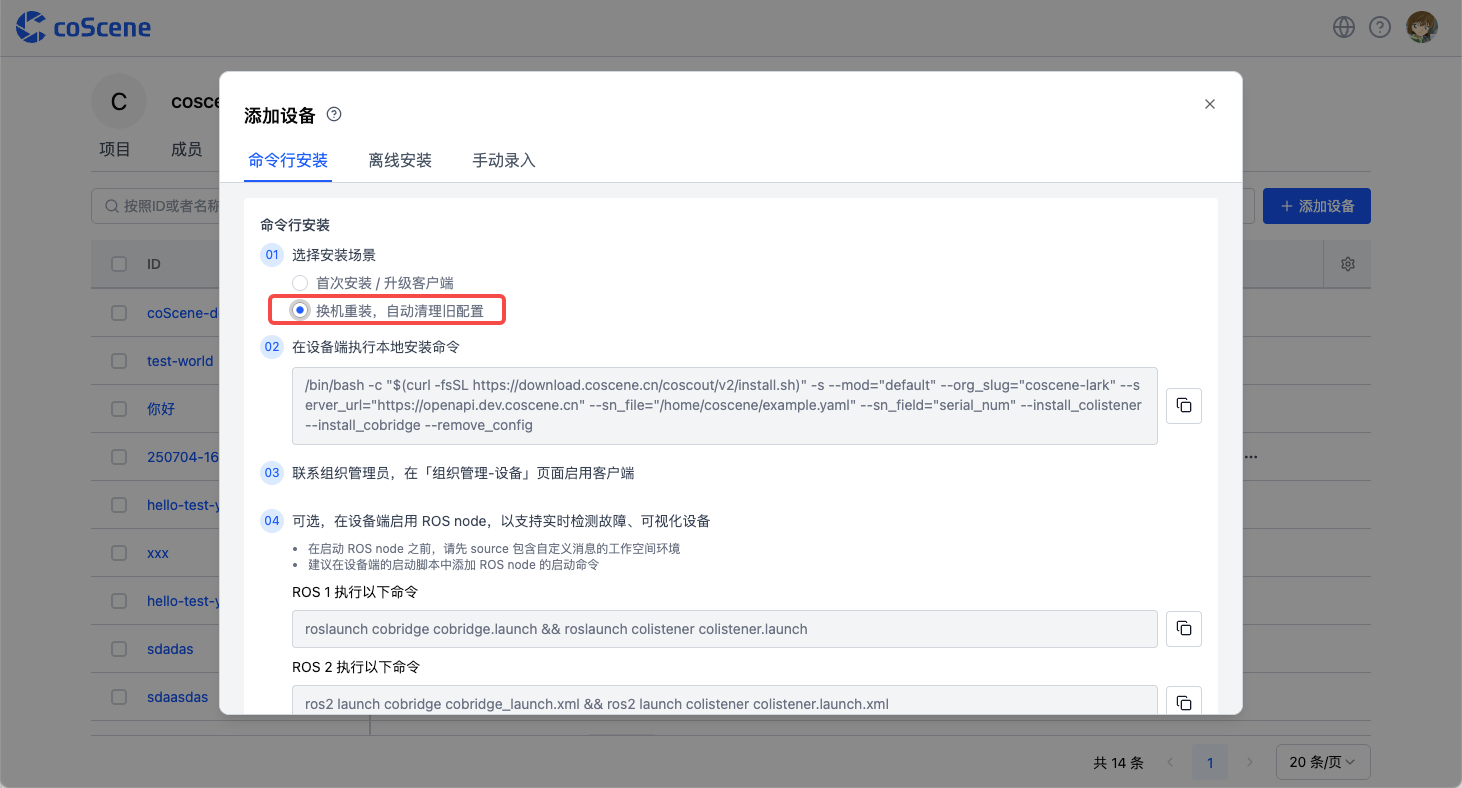 coScene
C
cosce
项目
成员
按照ID或者名称
添加设备
ID
coScene-d
test-world
你好
250704-16
hello-test-y
xxx
hello-test-y
sdadas
sdaasdas
添加设备
命令行安装
离线安装
手动录入
命令行安装
01 选择安装场景
首次安装 / 升级客户端
换机重装，自动清理旧配置
02 在设备端执行本地安装命令
/bin/bash -c "$(curl -fsSL https://download.coscene.cn/coscout/v2/install.sh)" -s --mod="default" --org_slug="coscene-lark" --s
erver_url="https://openapi.dev.coscene.cn" --sn_file="/home/coscene/example.yaml" --sn_field="serial_num" --install_colistener
--install_cobridge --remove_config
03 联系组织管理员，在「组织管理-设备」页面启用客户端
04 可选，在设备端启用 ROS node，以支持实时检测故障、可视化设备
• 在启动 ROS node 之前，请先 source 包含自定义消息的工作空间环境
• 建议在设备端的启动脚本中添加 ROS node 的启动命令
ROS 1 执行以下命令
roslaunch cobridge cobridge.launch && roslaunch colistener colistener.launch
ROS 2 执行以下命令
ros2 launch cobridge cobridge_launch.xml && ros2 launch colistener colistener.launch.xml
共 14 条
1
20 条/页